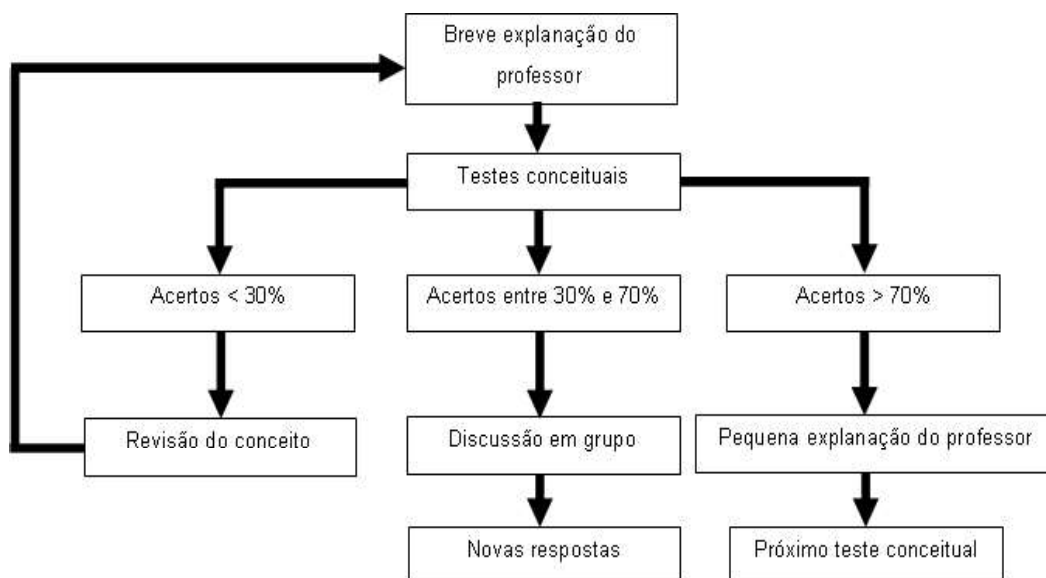 Breve explanação do
professor
Testes conceituais
Acertos < 30%
Acertos entre 30% e 70%
Acertos > 70%
Revisão do conceito
Discussão em grupo
Pequena explanação do professor
Novas respostas
Próximo teste conceitual